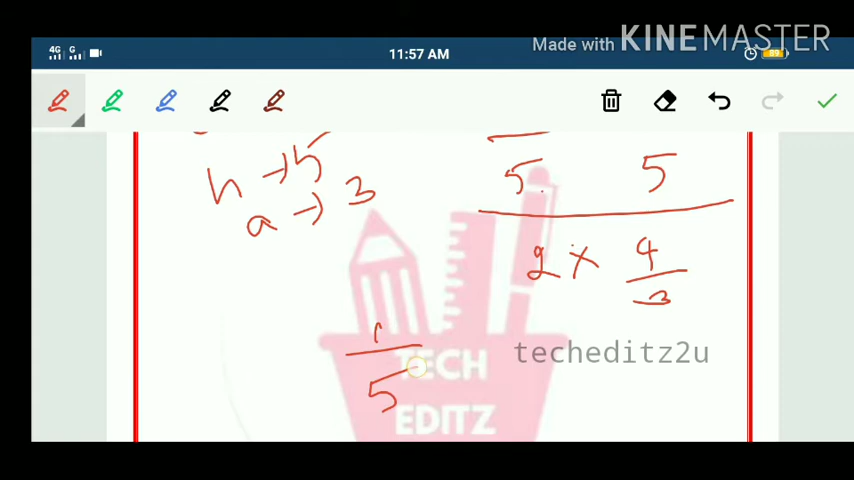 Made with KINEMASTER
4G G 11:57 AM 89
h → 5
a → 3
5 5
2 × 4
3
1
5
techeditz2u
TECH
EDITZ